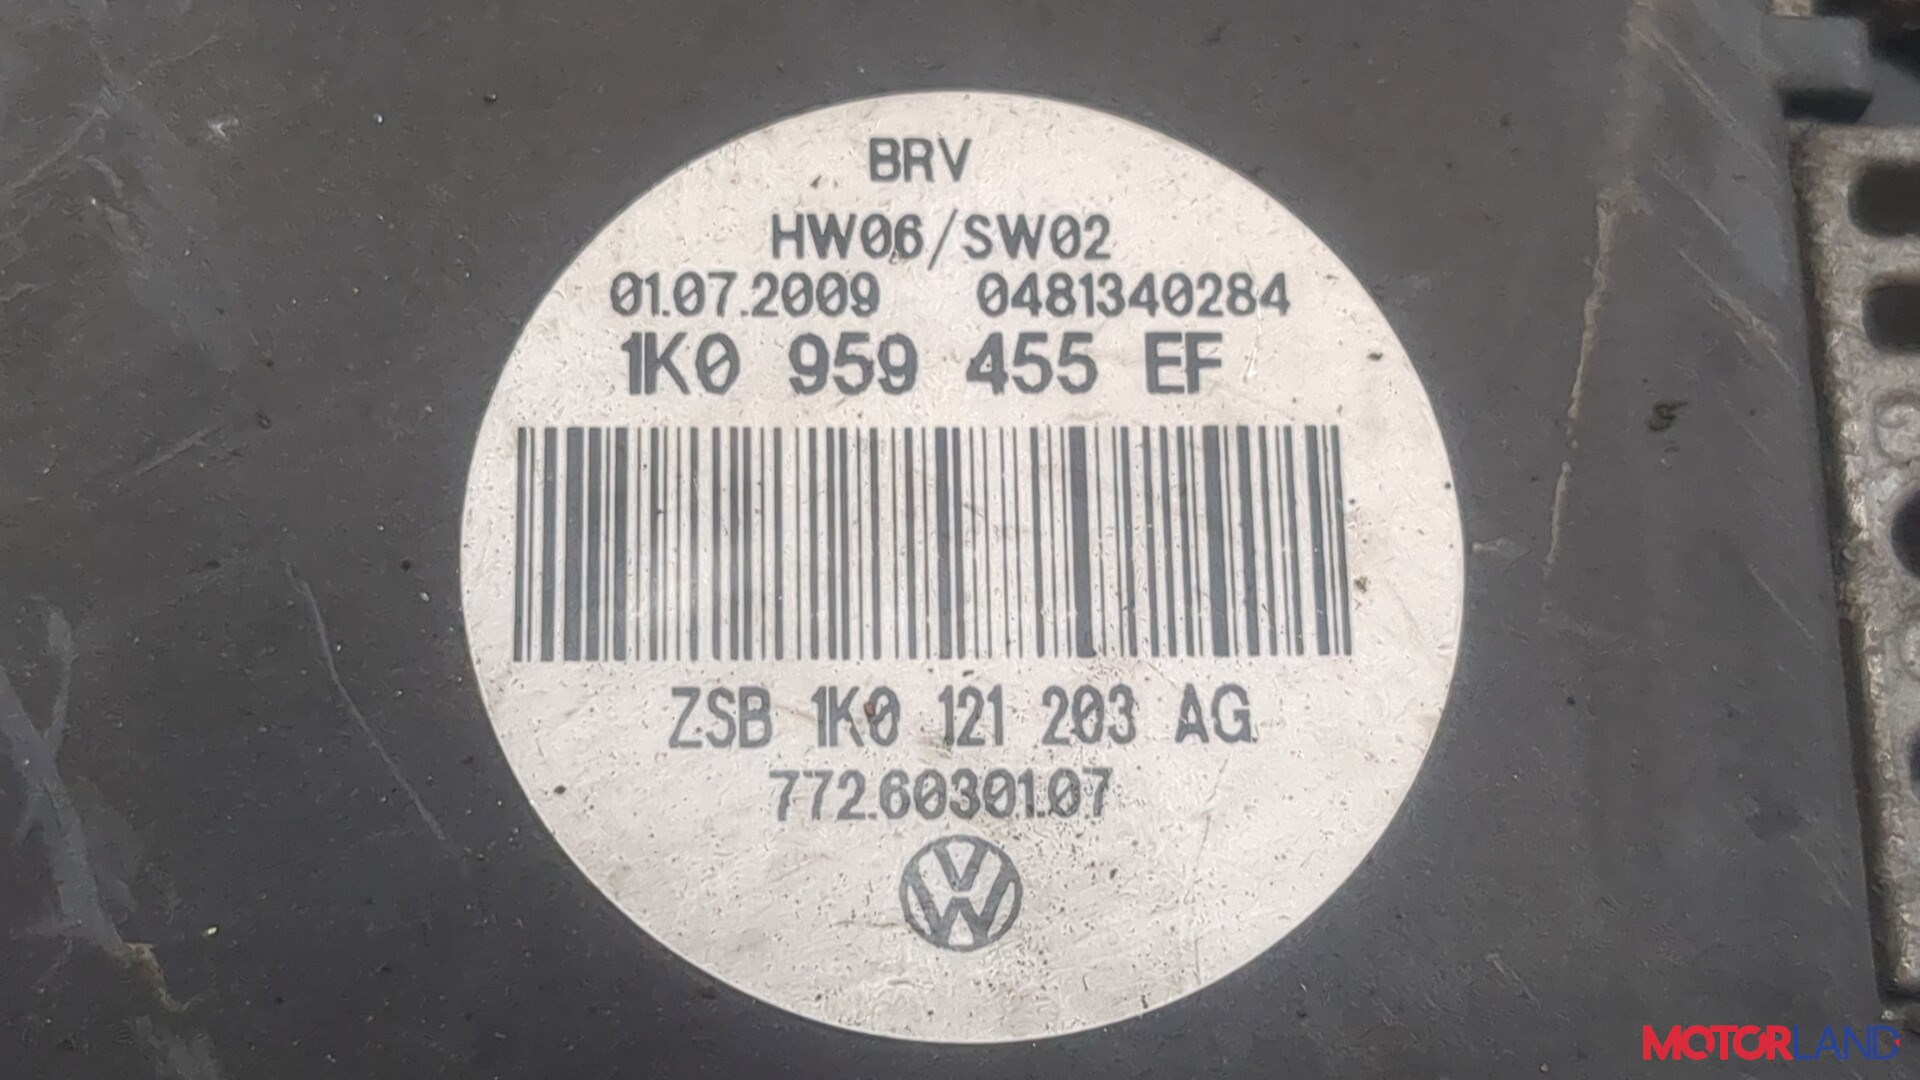 BRV
HW06/SW02
01.07.2009 0481340284
1K0 959 455 EF
ZSB 1K0 121 203 AG
772.60301.07
MOTORLAND